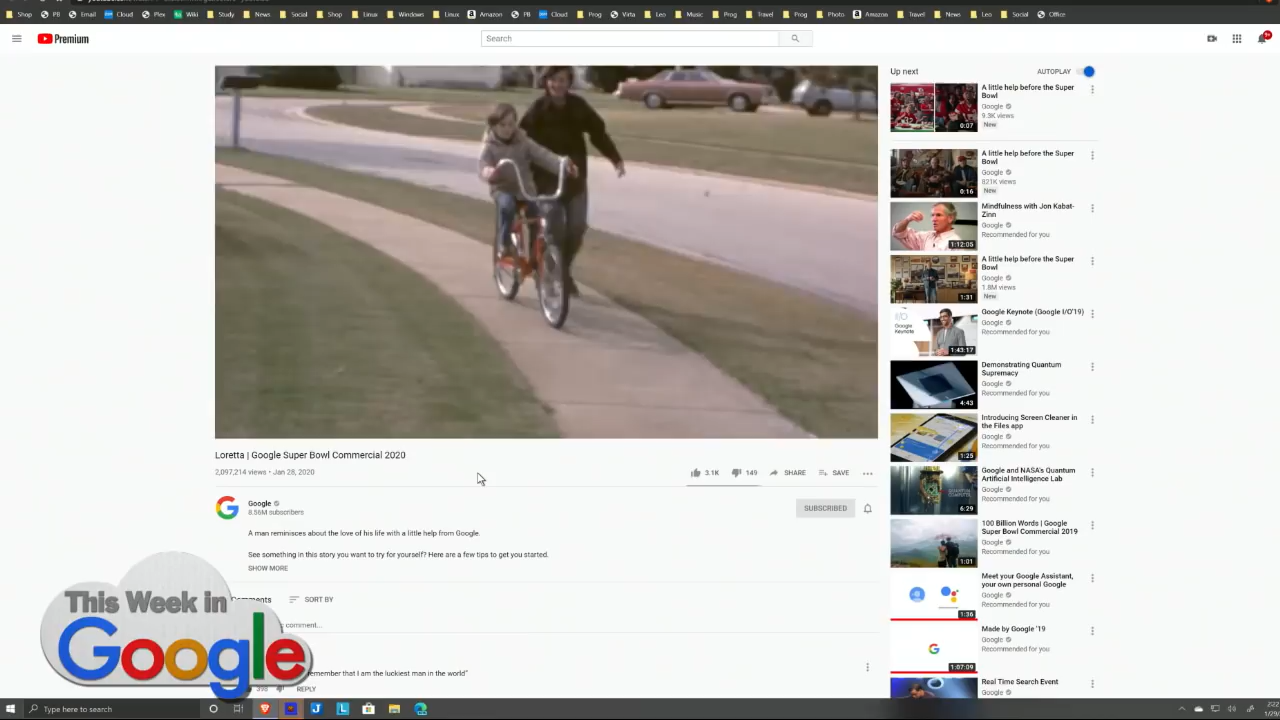 Shop
Email
Cloud
Plex
Wiki
Study
News
Social
Shop
Linux
Windows
Linux
Amazon
PB
Cloud
Prog
Virta
Leo
Music
Prog
Travel
Prog
Photo
Amazon
Travel
News
Leo
Social
Office
Premium
Search
9+
Loretta | Google Super Bowl Commercial 2020
2,097,214 views • Jan 28, 2020
3.1K
149
SHARE
SAVE
Google
8.56M subscribers
SUBSCRIBED
A man reminisces about the love of his life with a little help from Google.
See something in this story you want to try for yourself? Here are a few tips to get you started.
SHOW MORE
SORT BY
comment...
remember that I am the luckiest man in the world"
398
REPLY
This Week in
Google
Up next
AUTOPLAY
A little help before the Super
Bowl
Google
9.3K views
New
0:07
A little help before the Super
Bowl
Google
821K views
New
0:16
Mindfulness with Jon Kabat-
Zinn
Google
Recommended for you
1:12:05
A little help before the Super
Bowl
Google
1.8M views
New
1:31
Google Keynote (Google I/O'19)
Google
Recommended for you
I/O
Google
Keynote
1:43:17
Demonstrating Quantum
Supremacy
Google
Recommended for you
4:43
Introducing Screen Cleaner in
the Files app
Google
Recommended for you
1:25
Google and NASA's Quantum
Artificial Intelligence Lab
Google
Recommended for you
6:29
100 Billion Words | Google
Super Bowl Commercial 2019
Google
Recommended for you
1:01
Meet your Google Assistant,
your own personal Google
Google
Recommended for you
1:36
Made by Google '19
Google
Recommended for you
1:07:09
Real Time Search Event
Google
Type here to search